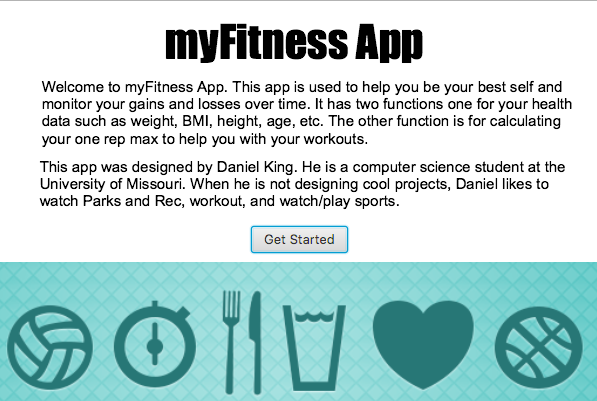 myFitness App
Welcome to myFitness App. This app is used to help you be your best self and
monitor your gains and losses over time. It has two functions one for your health
data such as weight, BMI, height, age, etc. The other function is for calculating
your one rep max to help you with your workouts.
This app was designed by Daniel King. He is a computer science student at the
University of Missouri. When he is not designing cool projects, Daniel likes to
watch Parks and Rec, workout, and watch/play sports.
Get Started